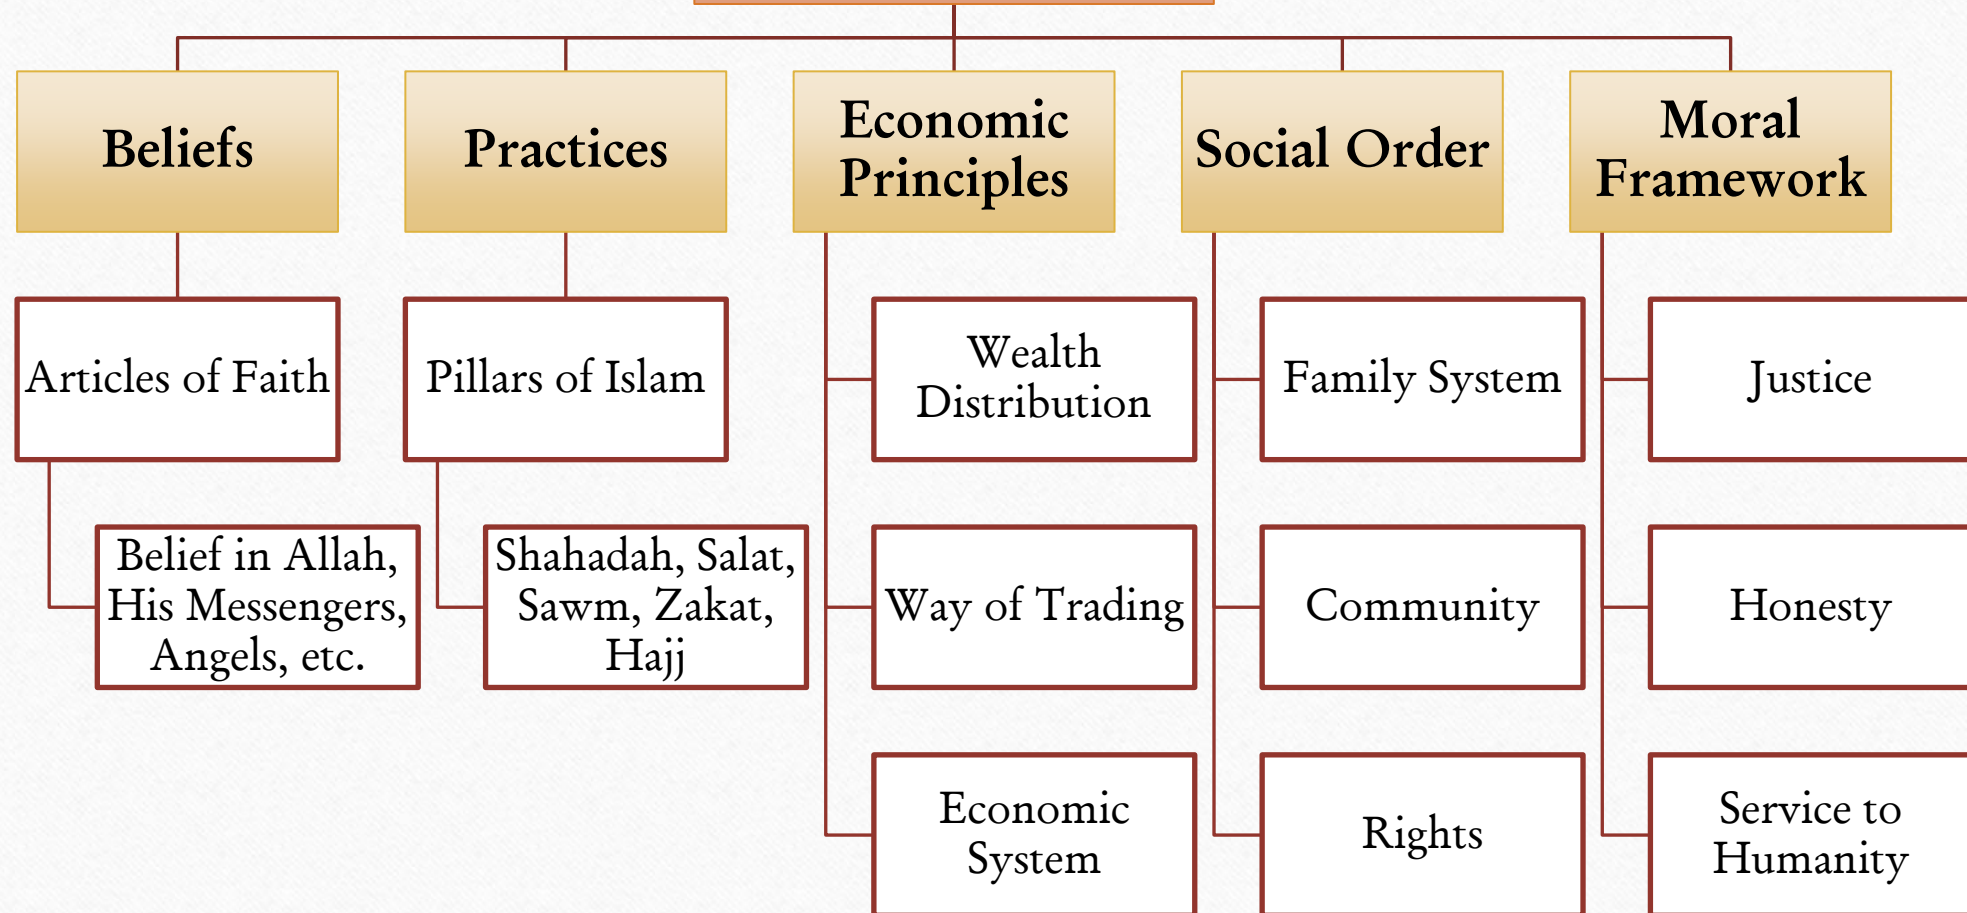 Beliefs
Practices
Economic
Principles
Social Order
Moral
Framework
Articles of Faith
Pillars of Islam
Wealth
Distribution
Family System
Justice
Belief in Allah,
His Messengers,
Angels, etc.
Shahadah, Salat,
Sawm, Zakat,
Hajj
Way of Trading
Community
Honesty
Economic
System
Rights
Service to
Humanity